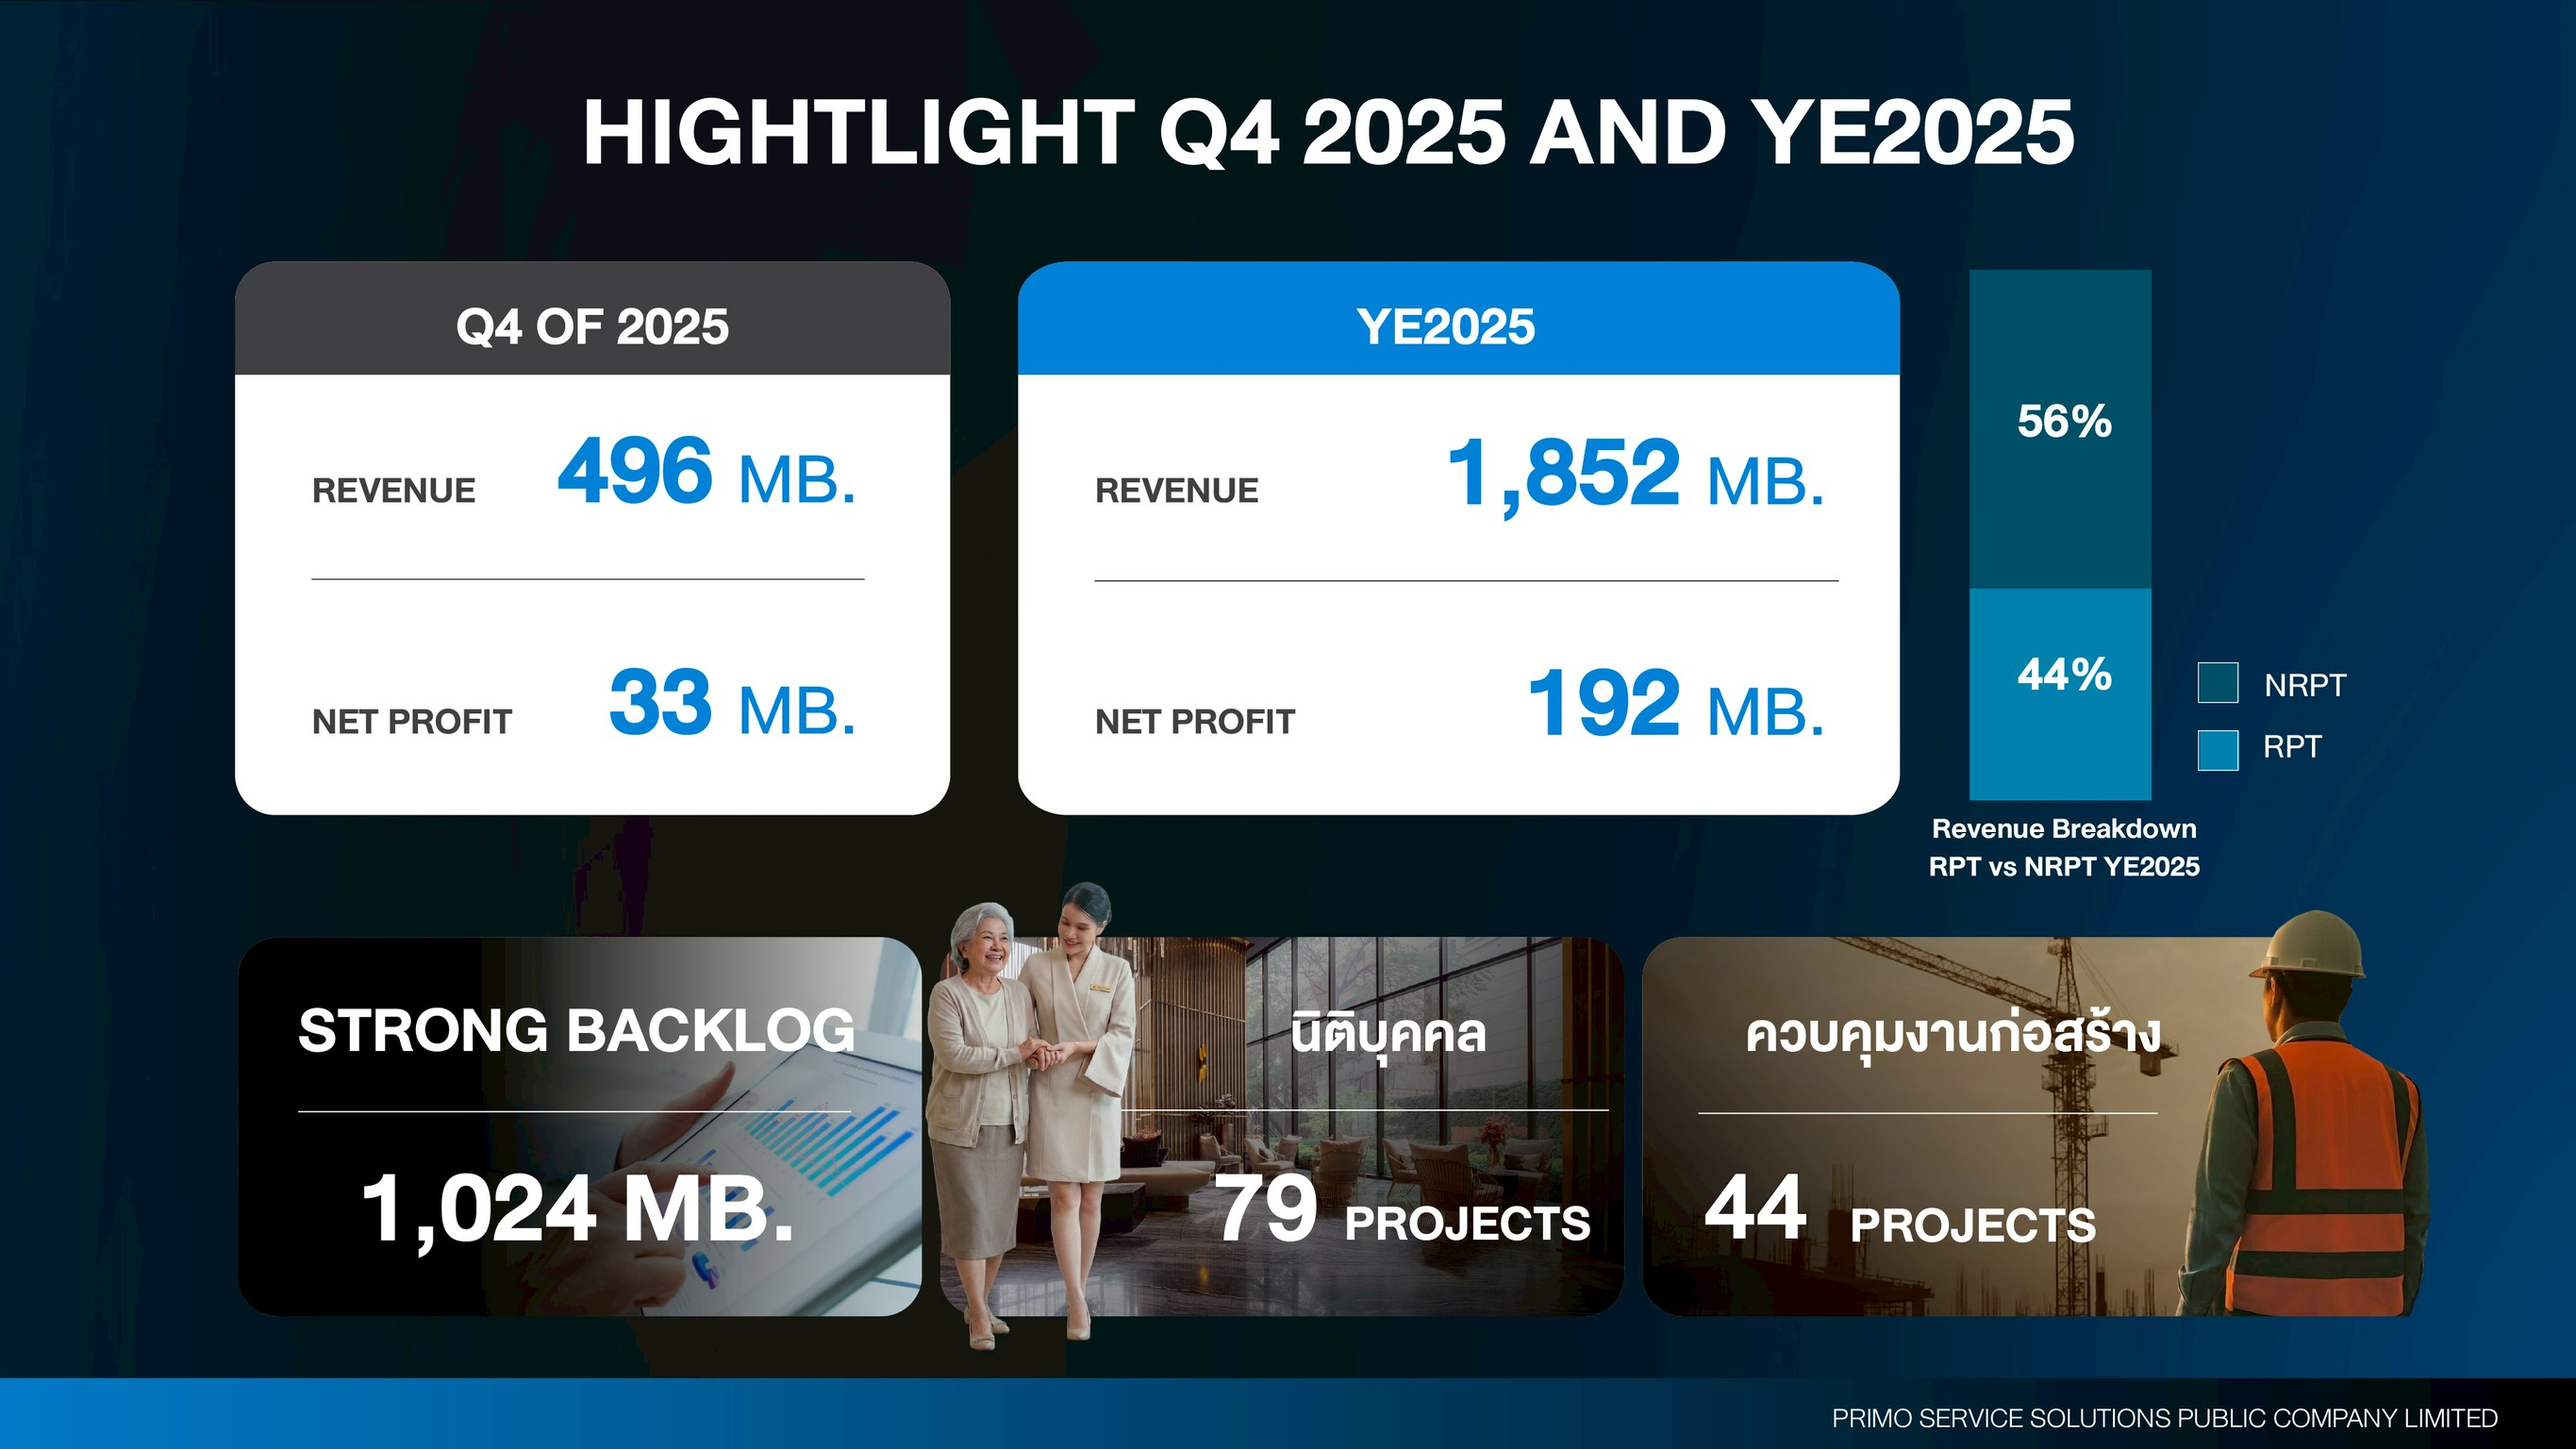 HIGHTLIGHT Q4 2025 AND YE2025
Q4 OF 2025
REVENUE 496 MB.
NET PROFIT 33 MB.
YE2025
REVENUE 1,852 MB.
NET PROFIT 192 MB.
56%
44%
NRPT
RPT
Revenue Breakdown
RPT vs NRPT YE2025
STRONG BACKLOG
1,024 MB.
นิติบุคคล
79 PROJECTS
ควบคุมงานก่อสร้าง
44 PROJECTS
PRIMO SERVICE SOLUTIONS PUBLIC COMPANY LIMITED